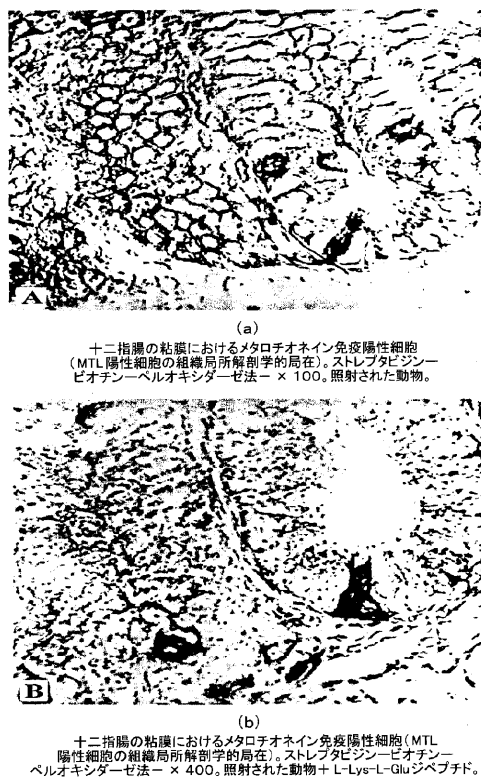 A
(a)
十二指腸の粘膜におけるメタロチオネイン免疫陽性細胞
(MTL陽性細胞の組織局所解剖学的局在)。ストレプタビジンー
ビオチンーペルオキシダーゼ法ー × 100。照射された動物。
B
(b)
十二指腸の粘膜におけるメタロチオネイン免疫陽性細胞(MTL
陽性細胞の組織局所解剖学的局在)。ストレプタビジンービオチンー
ペルオキシダーゼ法ー × 400。照射された動物+L-Lys-L-Gluジペプチド。